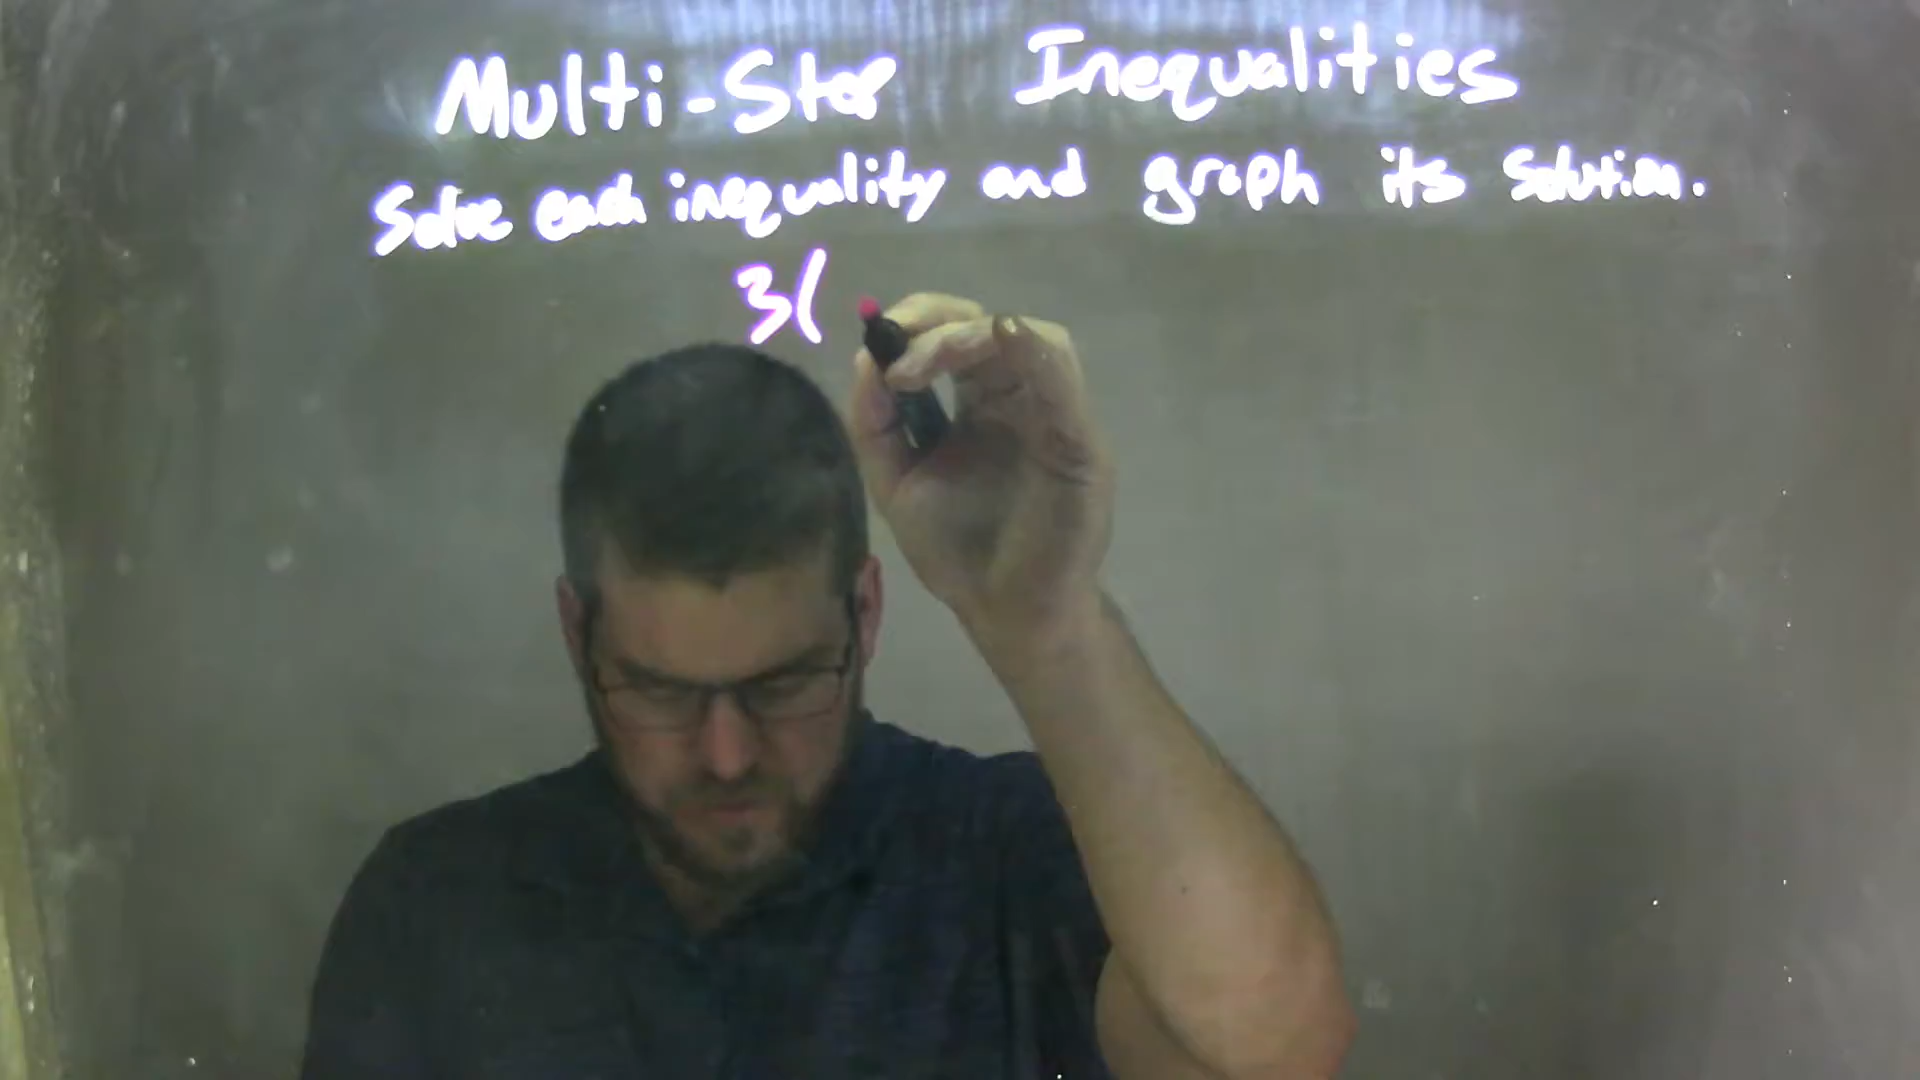 Multi-Step Inequalities
Solve each inequality and graph its solution.
3(